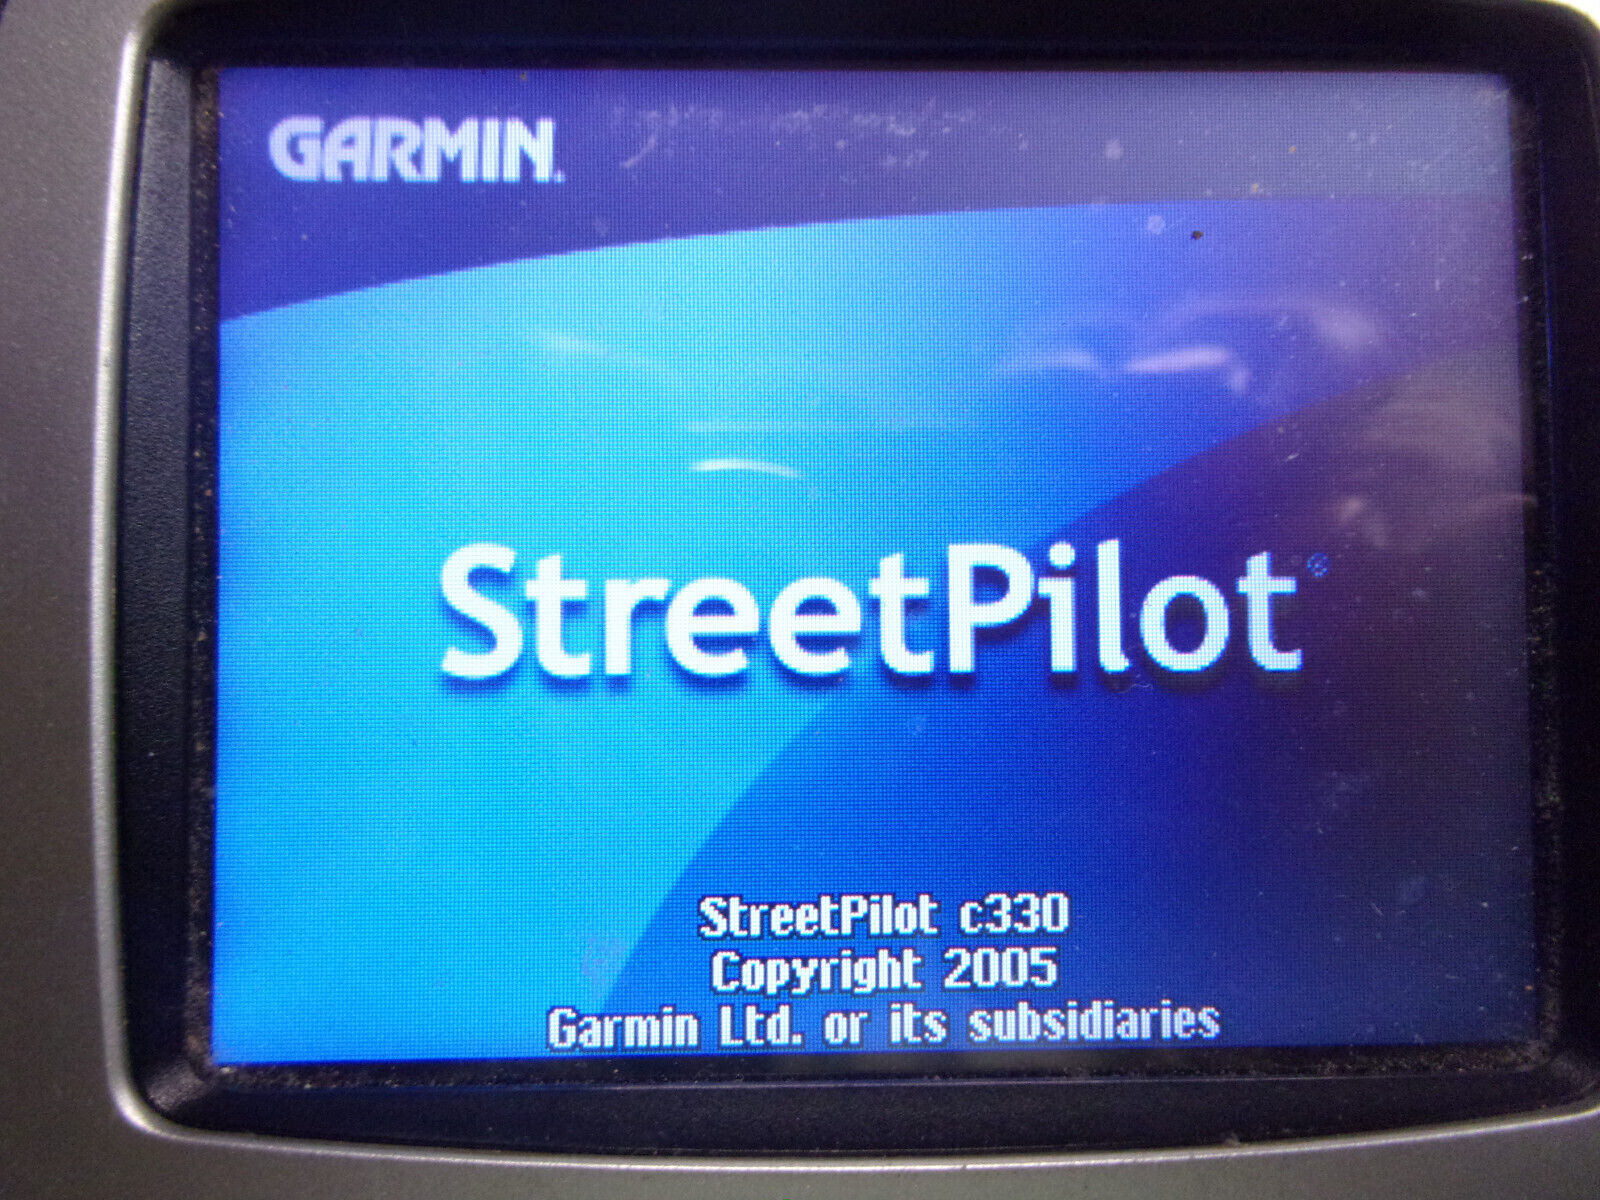 GARMIN.
StreetPilot®
StreetPilot c330
Copyright 2005
Garmin Ltd. or its subsidiaries